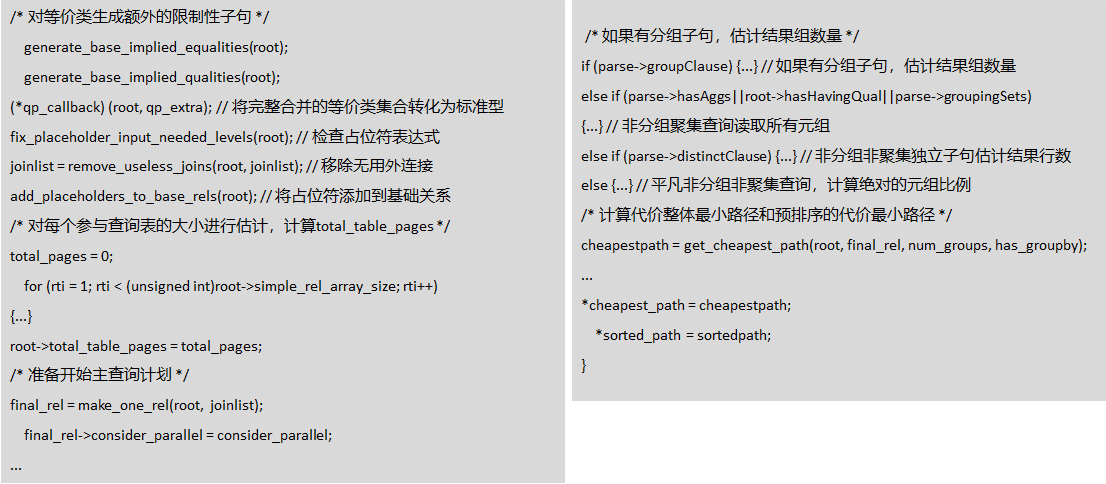 /* 对等价类生成额外的限制性子句 */
generate_base_implied_equalities(root);
generate_base_implied_qualities(root);
(*qp_callback) (root, qp_extra); // 将完整合并的等价类集合转化为标准型
fix_placeholder_input_needed_levels(root); // 检查占位符表达式
joinlist = remove_useless_joins(root, joinlist); // 移除无用外连接
add_placeholders_to_base_rels(root); // 将占位符添加到基础关系
/* 对每个参与查询表的大小进行估计，计算total_table_pages */
total_pages = 0;
for (rti = 1; rti < (unsigned int)root->simple_rel_array_size; rti++)
{...}
root->total_table_pages = total_pages;
/* 准备开始主查询计划 */
final_rel = make_one_rel(root, joinlist);
final_rel->consider_parallel = consider_parallel;
...
/* 如果有分组子句，估计结果组数量 */
if (parse->groupClause) {...} // 如果有分组子句，估计结果组数量
else if (parse->hasAggs||root->hasHavingQual||parse->groupingSets)
{...} // 非分组聚集查询读取所有元组
else if (parse->distinctClause) {...} // 非分组非聚集独立子句估计结果行数
else {...} // 平凡非分组非聚集查询，计算绝对的元组比例
/* 计算代价整体最小路径和预排序的代价最小路径 */
cheapestpath = get_cheapest_path(root, final_rel, num_groups, has_groupby);
...
*cheapest_path = cheapestpath;
*sorted_path = sortedpath;
}